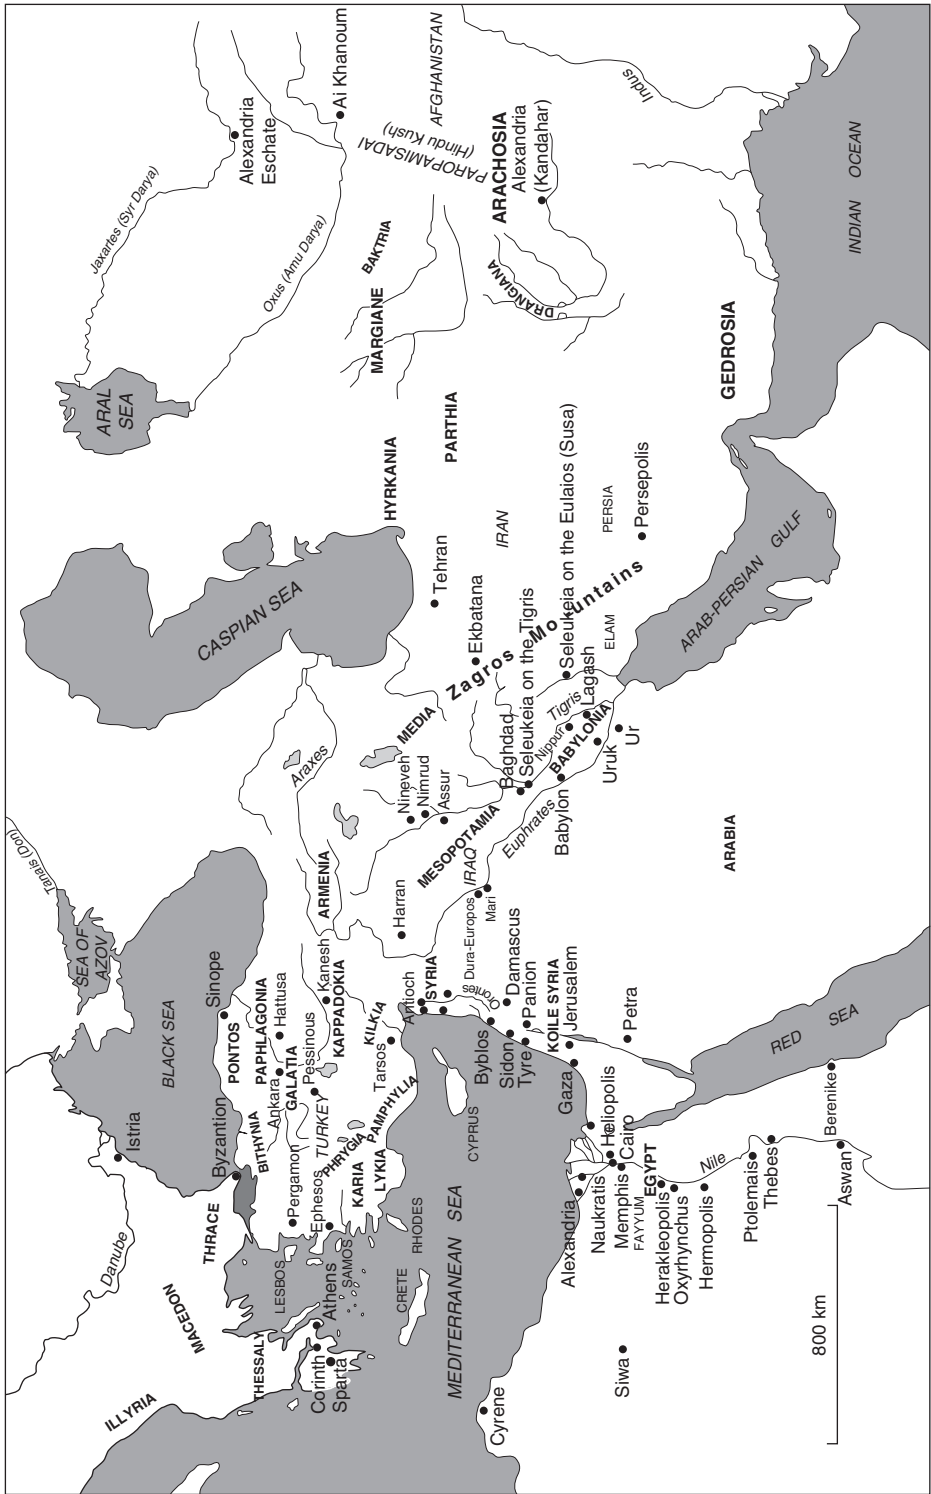 ILLYRIA
MACEDON
THRACE
THESSALY
Danube
Istria
BLACK SEA
SEA OF
AZOV
Tanais (Don)
CASPIAN SEA
ARAL
SEA
Jaxartes (Syr Darya)
Oxus (Amu Darya)
Alexandria
Eschate
Ai Khanoum
AFGHANISTAN
PAROPAMISADAI
(Hindu Kush)
BAKTRIA
MARGIANE
ARACHOSIA
Alexandria
(Kandahar)
DRANGIANA
Indus
INDIAN OCEAN
GEDROSIA
HYRKANIA
PARTHIA
IRAN
Tehran
Ekbatana
Zagros Mountains
Seleukeia on the Eulaios (Susa)
PERSIA
Persepolis
ELAM
ARAB-PERSIAN GULF
MEDIA
Araxes
ARMENIA
Nineveh
Nimrud
Assur
MESOPOTAMIA
IRAQ
Baghdad
Seleukeia on the Tigris
Tigris
Nippur
Lagash
BABYLONIA
Babylon
Uruk
Ur
Euphrates
Harran
Dura-Europos
Mari
ARABIA
Byzantion
BITHYNIA
PONTOS
Sinope
PAPHLAGONIA
Hattusa
Ankara
GALATIA
Pessinous
Kanesh
KAPPADOKIA
TURKEY
Pergamon
Ephesos
PHRYGIA
KARIA
LYKIA
PAMPHYLIA
KILKIA
Tarsos
LESBOS
SAMOS
Athens
Corinth
Sparta
CRETE
RHODES
CYPRUS
MEDITERRANEAN SEA
Antioch
SYRIA
Orontes
Damascus
Byblos
Sidon
Tyre
Panion
KOILE SYRIA
Jerusalem
Gaza
Petra
RED SEA
Heliopolis
Cairo
Alexandria
Naukratis
Memphis
FAYYUM
EGYPT
Herakleopolis
Oxyrhynchus
Hermopolis
Nile
Ptolemais
Thebes
Berenike
Aswan
Siwa
Cyrene
800 km